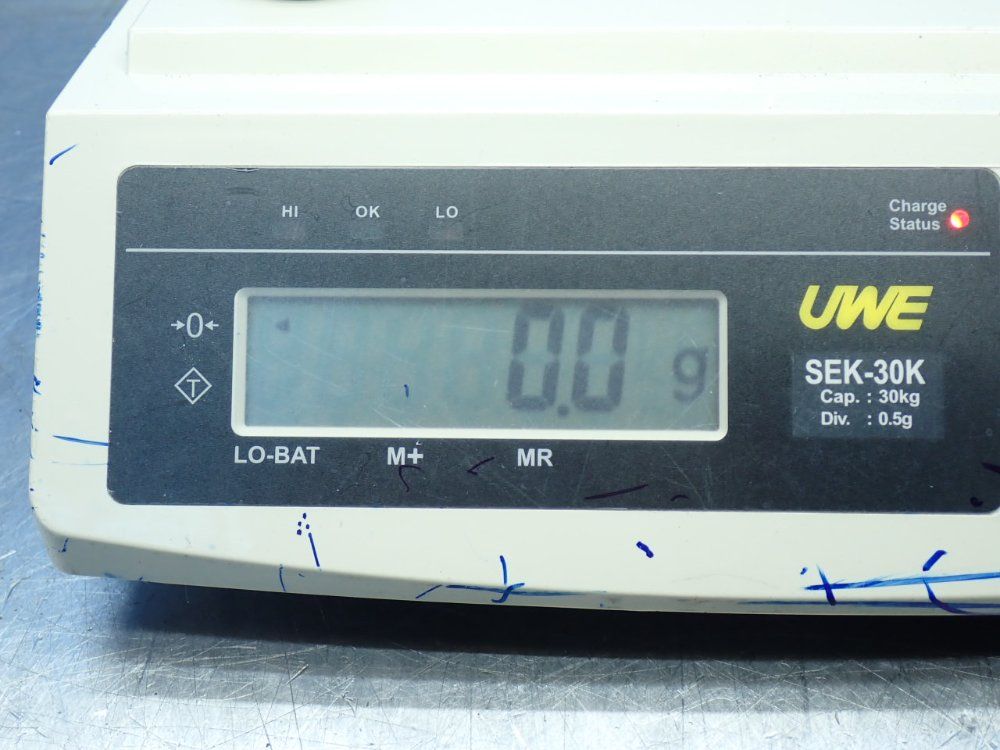 HI OK LO
Charge
Status
→0←
T
0.0 g
UWE
SEK-30K
Cap. : 30kg
Div. : 0.5g
LO-BAT M+ MR